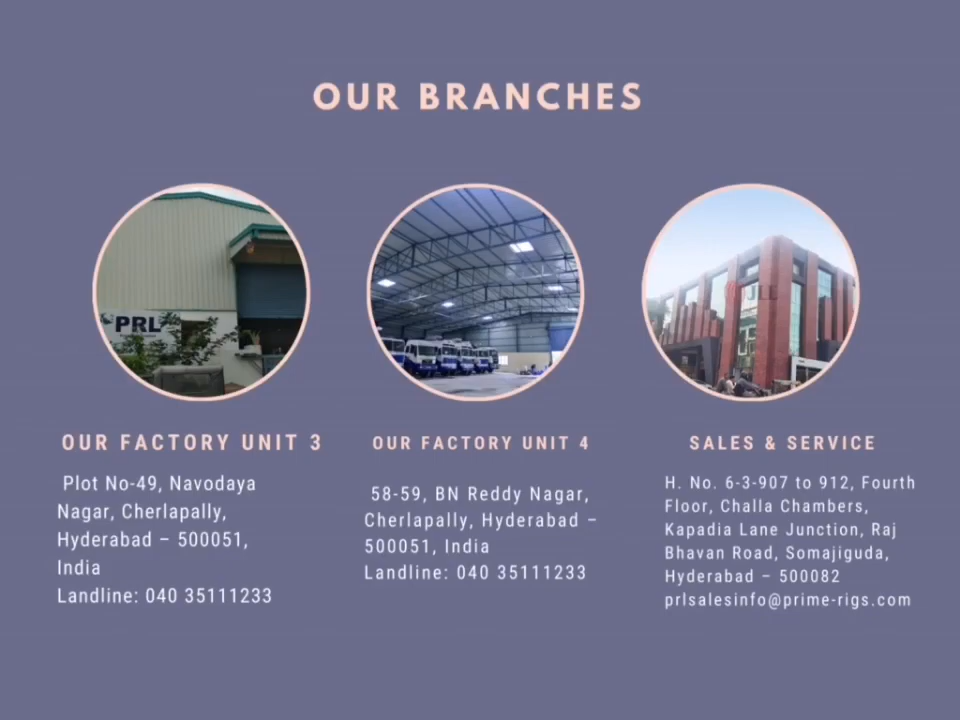 OUR BRANCHES
PRL
OUR FACTORY UNIT 3
Plot No-49, Navodaya
Nagar, Cherlapally,
Hyderabad – 500051,
India
Landline: 040 35111233
OUR FACTORY UNIT 4
58-59, BN Reddy Nagar,
Cherlapally, Hyderabad –
500051, India
Landline: 040 35111233
SALES & SERVICE
H. No. 6-3-907 to 912, Fourth
Floor, Challa Chambers,
Kapadia Lane Junction, Raj
Bhavan Road, Somajiguda,
Hyderabad – 500082
prlsalesinfo@prime-rigs.com